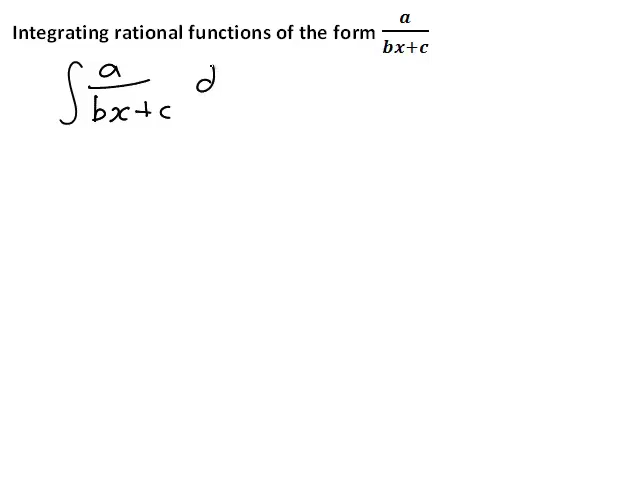 Integrating rational functions of the form a/(bx+c)
∫ a/(bx+c) d